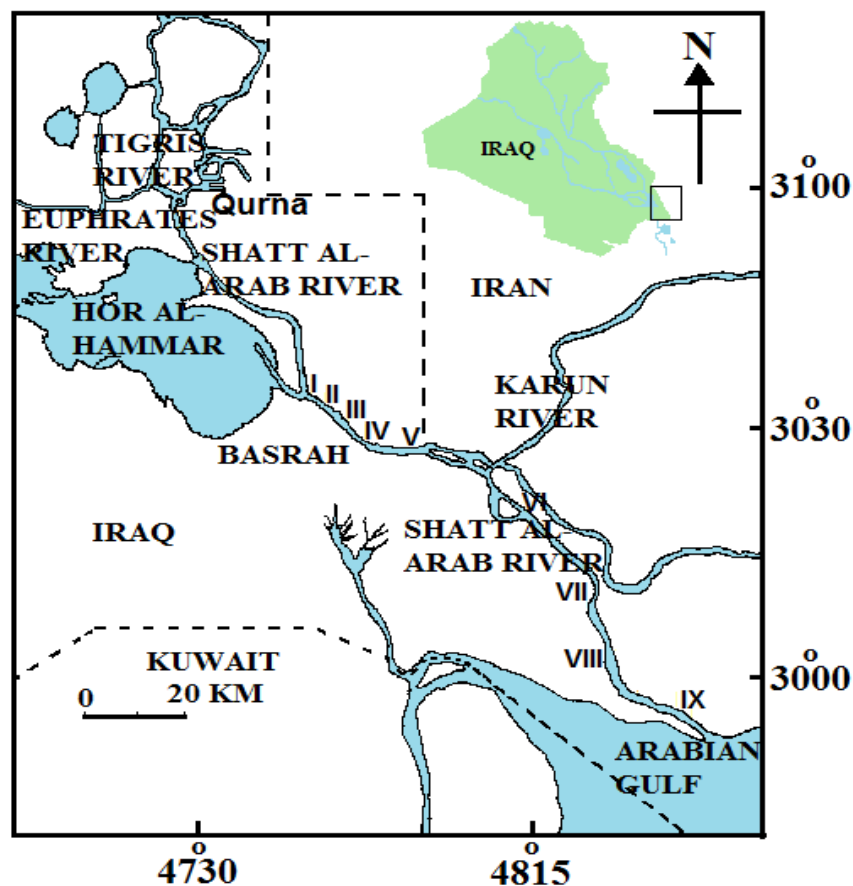 N
IRAQ
o
3100
TIGRIS
RIVER
Qurna
EUPHRATES
RIVER
SHATT AL-
ARAB RIVER
IRAN
HOR AL-
HAMMAR
KARUN
RIVER
I
II
III
IV
V
o
3030
BASRAH
VI
IRAQ
SHATT AL-
ARAB RIVER
VII
VIII
o
3000
KUWAIT
0
20 KM
IX
ARABIAN
GULF
o
4730
o
4815